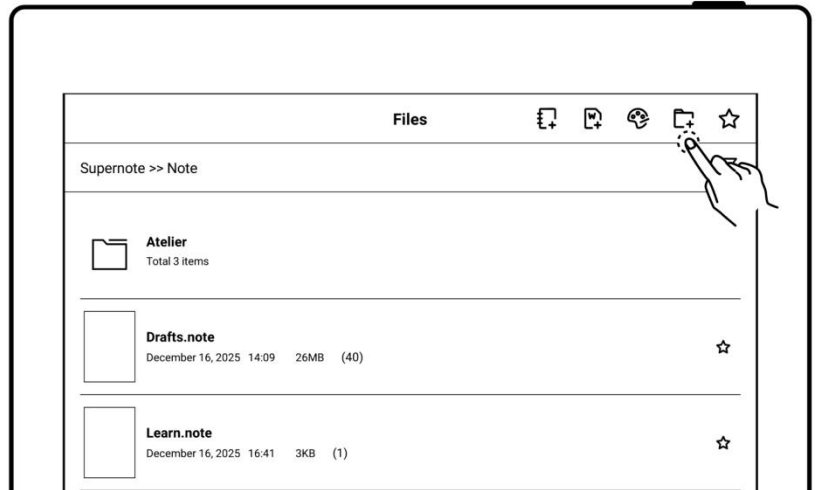 Files
Supernote >> Note
Atelier
Total 3 items
Drafts.note
December 16, 2025 14:09 26MB (40)
Learn.note
December 16, 2025 16:41 3KB (1)